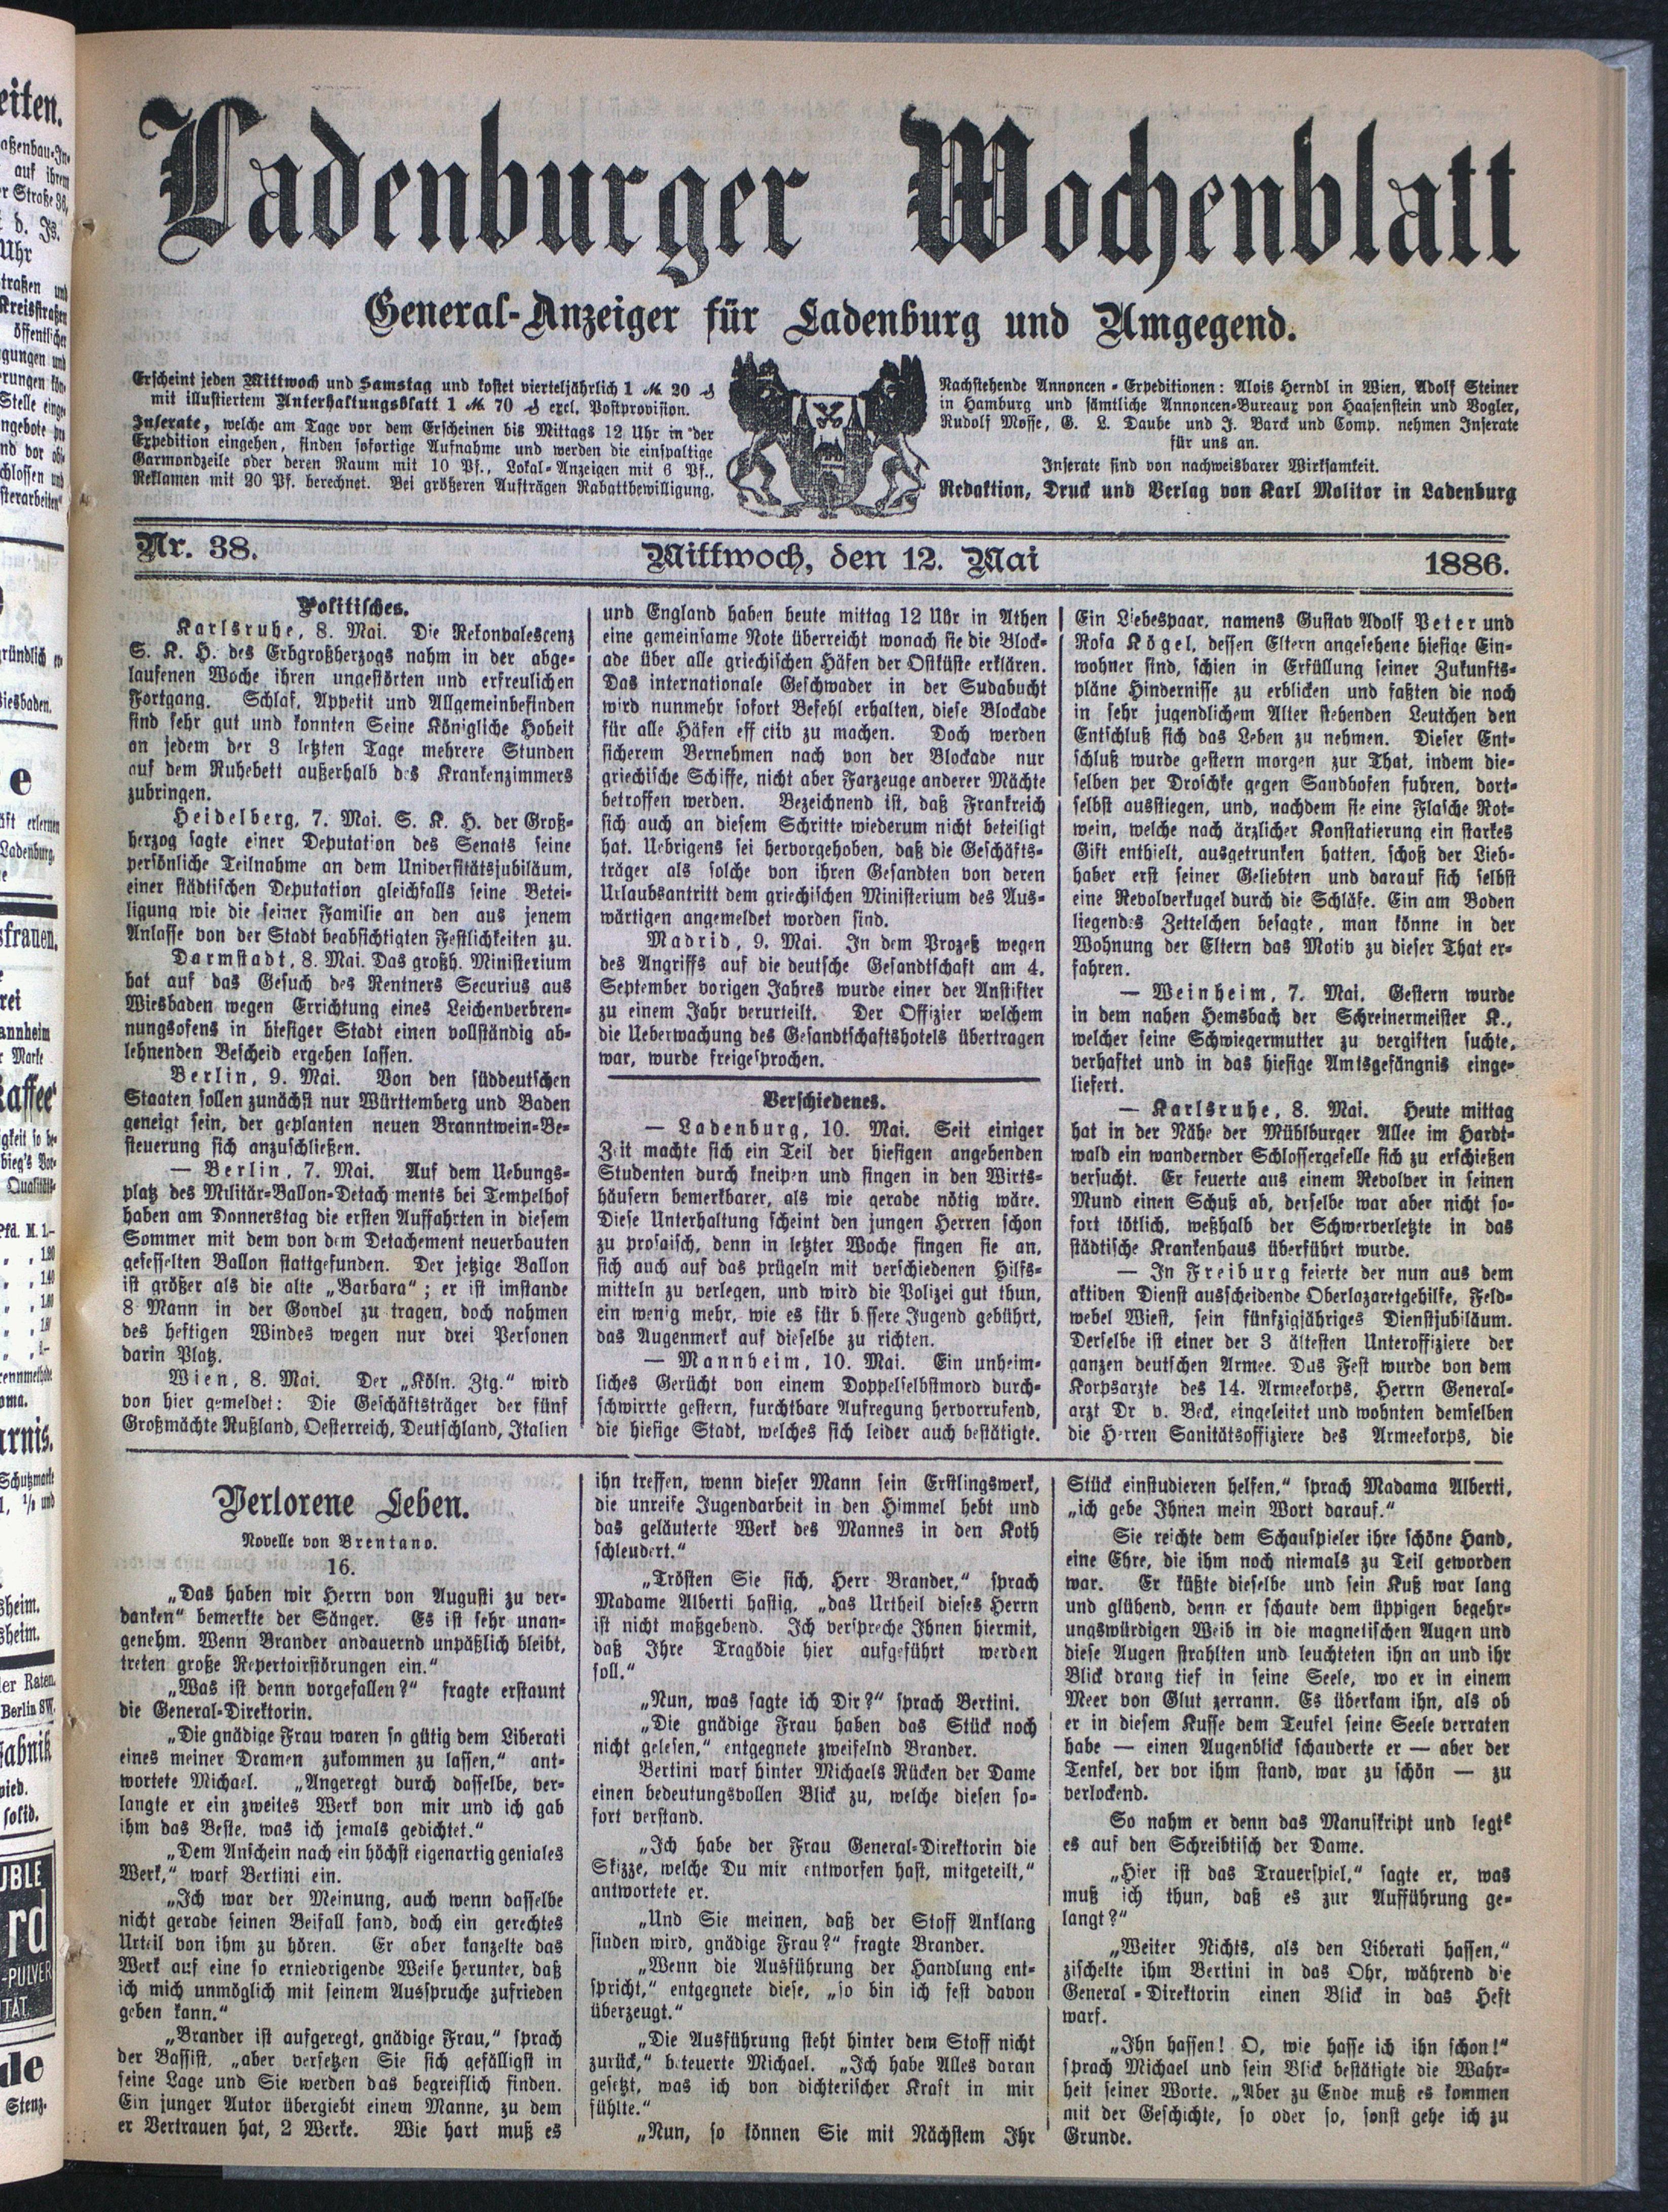 Ladenburger Wochenblatt
General-Anzeiger für Ladenburg und Umgegend.
Erscheint jeden Mittwoch und Samstag und kostet vierteljährlich 1 ℳ 20 ₰
mit illustriertem Unterhaltungsblatt 1 ℳ 70 ₰ excl. Postprovision.
Inserate, welche am Tage vor dem Erscheinen bis Mittags 12 Uhr in der
Expedition eingehen, finden sofortige Aufnahme und werden die einspaltige
Garmondzeile oder deren Raum mit 10 Pf., Lokal-Anzeigen mit 6 Pf.,
Reklamen mit 20 Pf. berechnet. Bei größeren Aufträgen Rabattbewilligung.
Nachstehende Annoncen-Expeditionen: Alois Herndl in Wien, Adolf Steiner
in Hamburg und sämtliche Annoncen-Bureaux von Haasenstein und Vogler,
Rudolf Mosse, G. L. Daube und J. Barck und Comp. nehmen Inserate
für uns an.
Inserate sind von nachweisbarer Wirksamkeit.
Redaktion, Druck und Verlag von Karl Molitor in Ladenburg
Nr. 38.
Mittwoch, den 12. Mai
1886.
Politisches.
Karlsruhe, 8. Mai. Die Rekonvalescenz
S. K. H. des Erbgroßherzogs nahm in der abge-
laufenen Woche ihren ungestörten und erfreulichen
Fortgang. Schlaf, Appetit und Allgemeinbefinden
sind sehr gut und konnten Seine Königliche Hoheit
an jedem der 3 letzten Tage mehrere Stunden
auf dem Ruhebett außerhalb des Krankenzimmers
zubringen.
Heidelberg, 7. Mai. S. K. H. der Groß-
herzog sagte einer Deputation des Senats seine
persönliche Teilnahme an dem Universitätsjubiläum,
einer städtischen Deputation gleichfalls seine Betei-
ligung wie die seiner Familie an den aus jenem
Anlasse von der Stadt beabsichtigten Festlichkeiten zu.
Darmstadt, 8. Mai. Das großh. Ministerium
hat auf das Gesuch des Rentners Securius aus
Wiesbaden wegen Errichtung eines Leichenverbren-
nungsofens in hiesiger Stadt einen vollständig ab-
lehnenden Bescheid ergehen lassen.
Berlin, 9. Mai. Von den süddeutschen
Staaten sollen zunächst nur Württemberg und Baden
geneigt sein, der geplanten neuen Branntwein-Be-
steuerung sich anzuschließen.
— Berlin, 7. Mai. Auf dem Uebungs-
platz des Militär-Ballon-Detach ments bei Tempelhof
haben am Donnerstag die ersten Auffahrten in diesem
Sommer mit dem von dem Detachement neuerbauten
gefesselten Ballon stattgefunden. Der jetzige Ballon
ist größer als die alte „Barbara“; er ist imstande
8 Mann in der Gondel zu tragen, doch nahmen
des heftigen Windes wegen nur drei Personen
darin Platz.
Wien, 8. Mai. Der „Köln. Ztg.“ wird
von hier gemeldet: Die Geschäftsträger der fünf
Großmächte Rußland, Oesterreich, Deutschland, Italien
und England haben heute mittag 12 Uhr in Athen
eine gemeinsame Note überreicht wonach sie die Block-
ade über alle griechischen Häfen der Ostküste erklären.
Das internationale Geschwader in der Sudabucht
wird nunmehr sofort Befehl erhalten, diese Blockade
für alle Häfen eff ctiv zu machen. Doch werden
sicherem Vernehmen nach von der Blockade nur
griechische Schiffe, nicht aber Farzeuge anderer Mächte
betroffen werden. Bezeichnend ist, daß Frankreich
sich auch an diesem Schritte wiederum nicht beteiligt
hat. Uebrigens sei hervorgehoben, daß die Geschäfts-
träger als solche von ihren Gesandten von deren
Urlaubsantritt dem griechischen Ministerium des Aus-
wärtigen angemeldet worden sind.
Madrid, 9. Mai. In dem Prozeß wegen
des Angriffs auf die deutsche Gesandtschaft am 4.
September vorigen Jahres wurde einer der Anstifter
zu einem Jahr verurteilt. Der Offizier welchem
die Ueberwachung des Gesandtschaftshotels übertragen
war, wurde freigesprochen.
Verschiedenes.
— Ladenburg, 10. Mai. Seit einiger
Zeit machte sich ein Teil der hiesigen angehenden
Studenten durch kneipen und singen in den Wirts-
häusern bemerkbarer, als wie gerade nötig wäre.
Diese Unterhaltung scheint den jungen Herren schon
zu prosaisch, denn in letzter Woche fingen sie an,
sich auch auf das prügeln mit verschiedenen Hilfs-
mitteln zu verlegen, und wird die Polizei gut thun,
ein wenig mehr, wie es für b ssere Jugend gebührt,
das Augenmerk auf dieselbe zu richten.
— Mannheim, 10. Mai. Ein unheim-
liches Gerücht von einem Doppelselbstmord durch-
schwirrte gestern, furchtbare Aufregung hervorrufend,
die hiesige Stadt, welches sich leider auch bestätigte.
Ein Liebespaar, namens Gustav Adolf Peter und
Rosa Kögel, dessen Eltern angesehene hiesige Ein-
wohner sind, schien in Erfüllung seiner Zukunfts-
pläne Hindernisse zu erblicken und faßten die noch
in sehr jugendlichem Alter stehenden Leutchen den
Entschluß sich das Leben zu nehmen. Dieser Ent-
schluß wurde gestern morgen zur That, indem die-
selben per Droschke gegen Sandhofen fuhren, dort-
selbst ausstiegen, und, nachdem sie eine Flasche Rot-
wein, welche nach ärzlicher Konstatierung ein starkes
Gift enthielt, ausgetrunken hatten, schoß der Lieb-
haber erst seiner Geliebten und darauf sich selbst
eine Revolverkugel durch die Schläfe. Ein am Boden
liegendes Zettelchen besagte, man könne in der
Wohnung der Eltern das Motiv zu dieser That er-
fahren.
— Weinheim, 7. Mai. Gestern wurde
in dem nahen Hemsbach der Schreinermeister K.,
welcher seine Schwiegermutter zu vergiften suchte,
verhaftet und in das hiesige Amtsgefängnis einge-
liefert.
— Karlsruhe, 8. Mai. Heute mittag
hat in der Nähe der Mühlburger Allee im Hardt-
wald ein wandernder Schlossergeselle sich zu erschießen
versucht. Er feuerte aus einem Revolver in seinen
Mund einen Schuß ab, derselbe war aber nicht so-
fort tötlich, weßhalb der Schwerverletzte in das
städtische Krankenhaus überführt wurde.
— In Freiburg feierte der nun aus dem
aktiven Dienst ausscheidende Oberlazaretgehilfe, Feld-
webel Wiest, sein fünfzigjähriges Dienstjubiläum.
Derselbe ist einer der 3 ältesten Unteroffiziere der
ganzen deutschen Armee. Das Fest wurde von dem
Korpsarzte des 14. Armeekorps, Herrn General-
arzt Dr v. Beck, eingeleitet und wohnten demselben
die Herren Sanitätsoffiziere des Armeekorps, die
Verlorene Leben.
Novelle von Brentano.
16.
„Das haben wir Herrn von Augusti zu ver-
danken“ bemerkte der Sänger. Es ist sehr unan-
genehm. Wenn Brander andauernd unpäßlich bleibt,
treten große Repertoirstörungen ein.“
„Was ist denn vorgefallen?“ fragte erstaunt
die General-Direktorin.
„Die gnädige Frau waren so gütig dem Liberati
eines meiner Dramen zukommen zu lassen,“ ant-
wortete Michael. „Angeregt durch dasselbe, ver-
langte er ein zweites Werk von mir und ich gab
ihm das Beste, was ich jemals gedichtet.“
„Dem Anschein nach ein höchst eigenartig geniales
Werk,“ warf Bertini ein.
„Ich war der Meinung, auch wenn dasselbe
nicht gerade seinen Beifall fand, doch ein gerechtes
Urteil von ihm zu hören. Er aber kanzelte das
Werk auf eine so erniedrigende Weise herunter, daß
ich mich unmöglich mit seinem Ausspruche zufrieden
geben kann.“
„Brander ist aufgeregt, gnädige Frau,“ sprach
der Bassist, „aber versetzen Sie sich gefälligst in
seine Lage und Sie werden das begreiflich finden.
Ein junger Autor übergiebt einem Manne, zu dem
er Vertrauen hat, 2 Werke. Wie hart muß es
ihn treffen, wenn dieser Mann sein Erstlingswerk,
die unreife Jugendarbeit in den Himmel hebt und
das geläuterte Werk des Mannes in den Koth
schleudert.“
„Trösten Sie sich, Herr Brander,“ sprach
Madame Alberti hastig, „das Urtheil dieses Herrn
ist nicht maßgebend. Ich verspreche Ihnen hiermit,
daß Ihre Tragödie hier aufgeführt werden
soll.“
„Nun, was sagte ich Dir?“ sprach Bertini.
„Die gnädige Frau haben das Stück noch
nicht gelesen,“ entgegnete zweifelnd Brander.
Bertini warf hinter Michaels Rücken der Dame
einen bedeutungsvollen Blick zu, welche diesen so-
fort verstand.
„Ich habe der Frau General-Direktorin die
Skizze, welche Du mir entworfen hast, mitgeteilt,“
antwortete er.
„Und Sie meinen, daß der Stoff Anklang
finden wird, gnädige Frau?“ fragte Brander.
„Wenn die Ausführung der Handlung ent-
spricht,“ entgegnete diese, „so bin ich fest davon
überzeugt.“
„Die Ausführung steht hinter dem Stoff nicht
zurück,“ b teuerte Michael. „Ich habe Alles daran
gesetzt, was ich von dichterischer Kraft in mir
fühlte.“
„Nun, so können Sie mit Nächstem Ihr
Stück einstudieren helfen,“ sprach Madama Alberti,
„ich gebe Ihnen mein Wort darauf.“
Sie reichte dem Schauspieler ihre schöne Hand,
eine Ehre, die ihm noch niemals zu Teil geworden
war. Er küßte dieselbe und sein Kuß war lang
und glühend, denn er schaute dem üppigen begehr-
ungswürdigen Weib in die magnetischen Augen und
diese Augen strahlten und leuchteten ihn an und ihr
Blick drang tief in seine Seele, wo er in einem
Meer von Glut zerrann. Es überkam ihn, als ob
er in diesem Kusse dem Teufel seine Seele verraten
habe — einen Augenblick schauderte er — aber der
Tenfel, der vor ihm stand, war zu schön — zu
verlockend.
So nahm er denn das Manuskript und legte
es auf den Schreibtisch der Dame.
„Hier ist das Trauerspiel,“ sagte er, was
muß ich thun, daß es zur Aufführung ge-
langt?“
„Weiter Nichts, als den Liberati hassen,“
zischelte ihm Bertini in das Ohr, während die
General-Direktorin einen Blick in das Heft
warf.
„Ihn hassen! O, wie hasse ich ihn schon!“
sprach Michael und sein Blick bestätigte die Wahr-
heit seiner Worte. „Aber zu Ende muß es kommen
mit der Geschichte, so oder so, sonst gehe ich zu
Grunde.